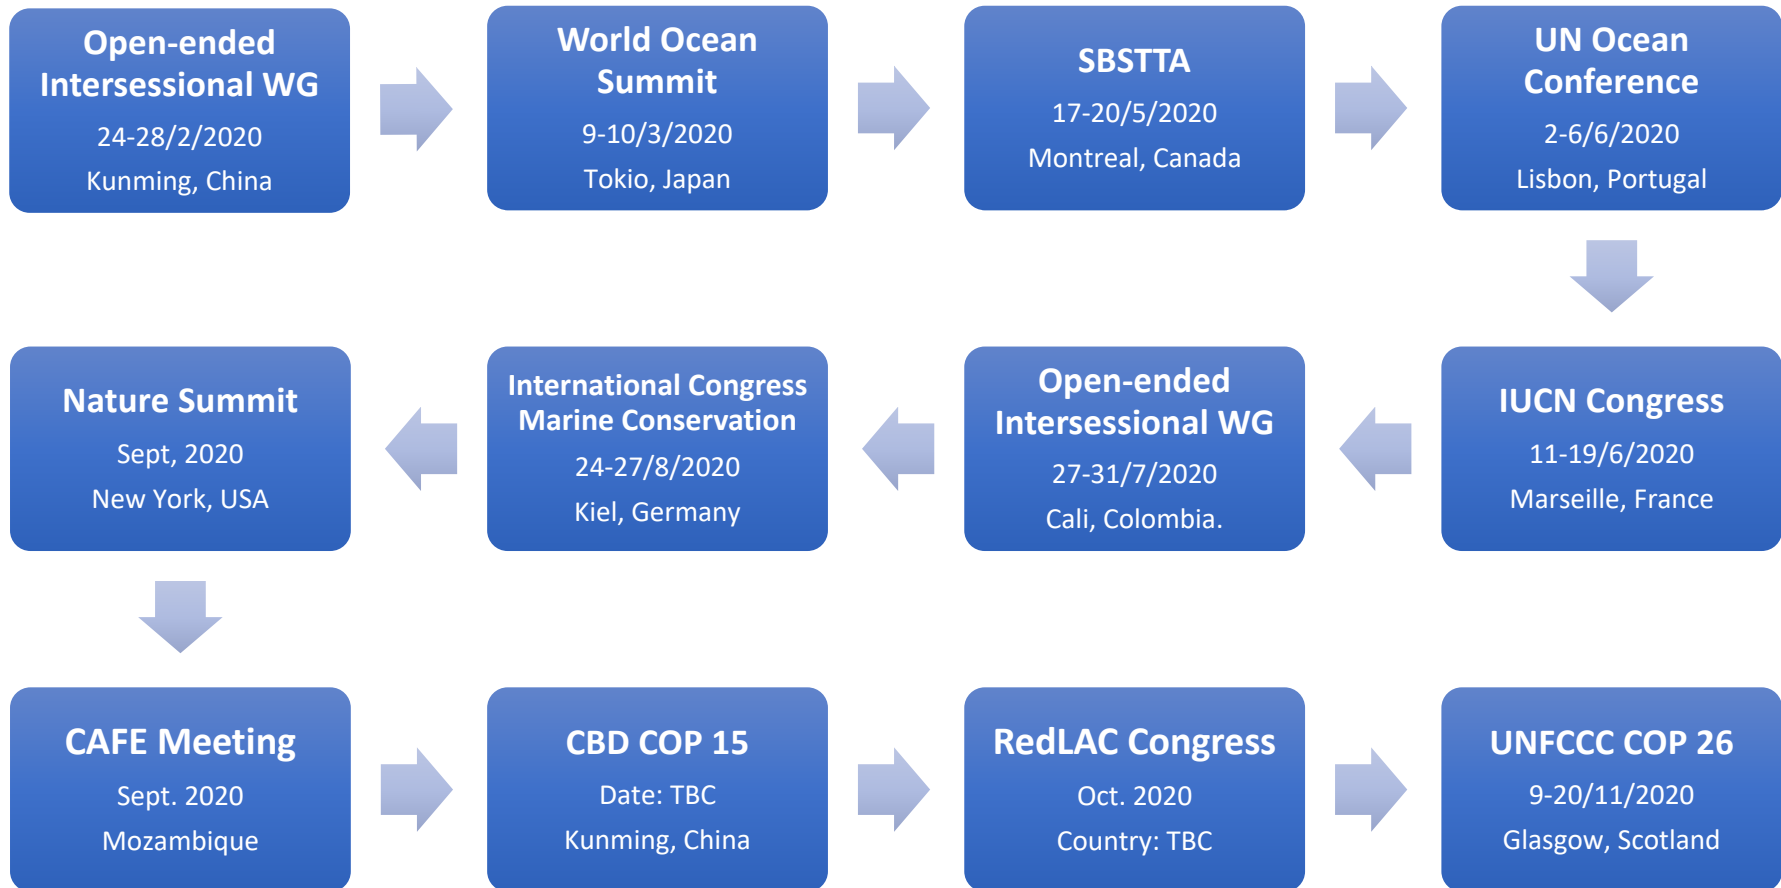 Open-ended
Intersessional WG
24-28/2/2020
Kunming, China
World Ocean
Summit
9-10/3/2020
Tokio, Japan
SBSTTA
17-20/5/2020
Montreal, Canada
UN Ocean
Conference
2-6/6/2020
Lisbon, Portugal
IUCN Congress
11-19/6/2020
Marseille, France
Open-ended
Intersessional WG
27-31/7/2020
Cali, Colombia.
International Congress
Marine Conservation
24-27/8/2020
Kiel, Germany
Nature Summit
Sept, 2020
New York, USA
CAFE Meeting
Sept. 2020
Mozambique
CBD COP 15
Date: TBC
Kunming, China
RedLAC Congress
Oct. 2020
Country: TBC
UNFCCC COP 26
9-20/11/2020
Glasgow, Scotland